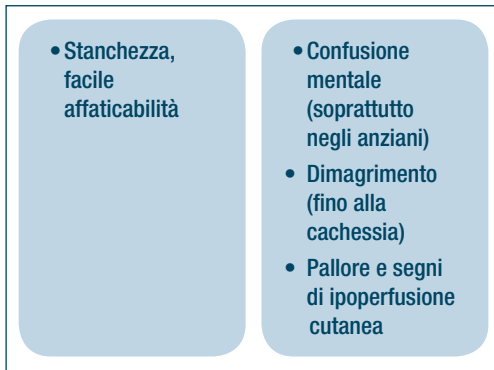 • Stanchezza,
facile
affaticabilità
• Confusione
mentale
(soprattutto
negli anziani)
• Dimagrimento
(fino alla
cachessia)
• Pallore e segni
di ipoperfusione
cutanea